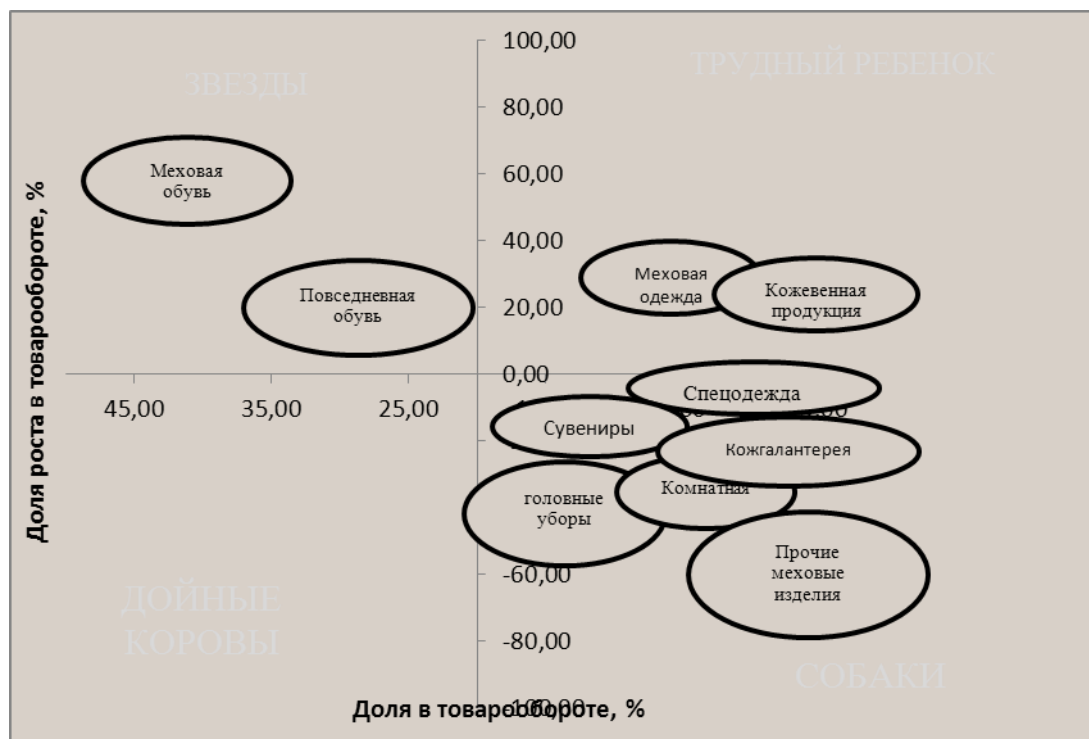 100,00
ЗВЕЗДЫ
ТРУДНЫЙ РЕБЕНОК
80,00
60,00
40,00
20,00
0,00
Меховая
обувь
Повседневная
обувь
Меховая
одежда
Кожевенная
продукция
45,00
35,00
25,00
Спецодежда
Сувениры
Кожгалантерея
Комнатная
головные
уборы
Прочие
меховые
изделия
-60,00
-80,00
-100,00
ДОЙНЫЕ
КОРОВЫ
СОБАКИ
Доля роста в товарообороте, %
Доля в товарообороте, %